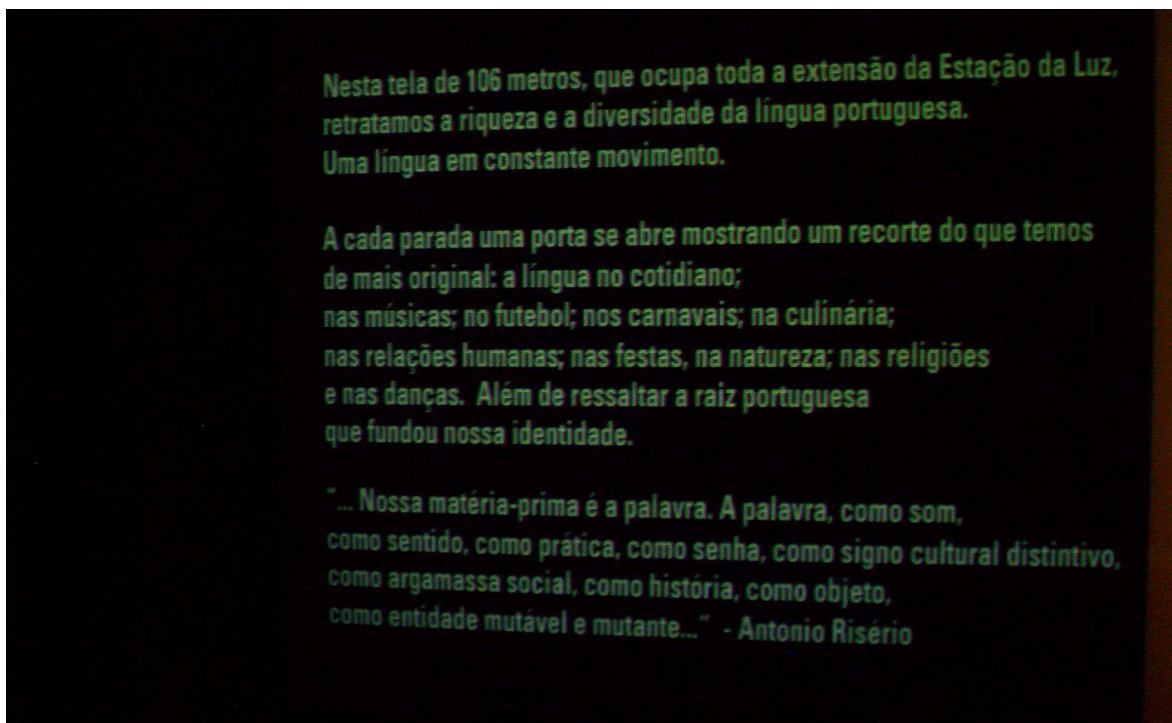 Nesta tela de 106 metros, que ocupa toda a extensão da Estação da Luz,
retratamos a riqueza e a diversidade da língua portuguesa.
Uma língua em constante movimento.
A cada parada uma porta se abre mostrando um recorte do que temos
de mais original: a língua no cotidiano;
nas músicas; no futebol; nos carnavais; na culinária;
nas relações humanas; nas festas, na natureza; nas religiões
e nas danças. Além de ressaltar a raiz portuguesa
que fundou nossa identidade.
"... Nossa matéria-prima é a palavra. A palavra, como som,
como sentido, como prática, como senha, como signo cultural distintivo,
como argamassa social, como história, como objeto,
como entidade mutável e mutante..." - Antonio Risério